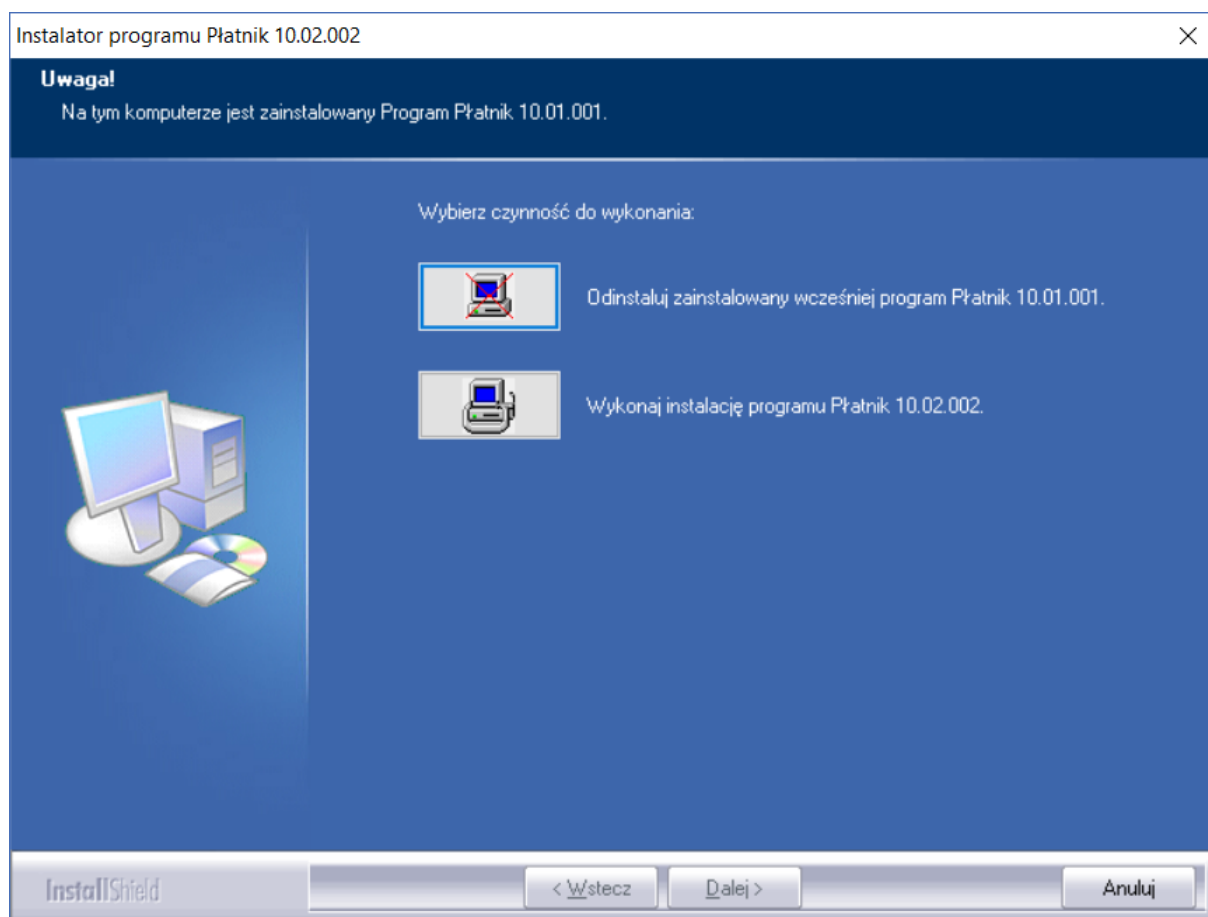 Instalator programu Płatnik 10.02.002
Uwaga!
Na tym komputerze jest zainstalowany Program Płatnik 10.01.001.
Wybierz czynność do wykonania:
Odinstaluj zainstalowany wcześniej program Płatnik 10.01.001.
Wykonaj instalację programu Płatnik 10.02.002.
InstallShield
< Wstecz
Dalej >
Anuluj